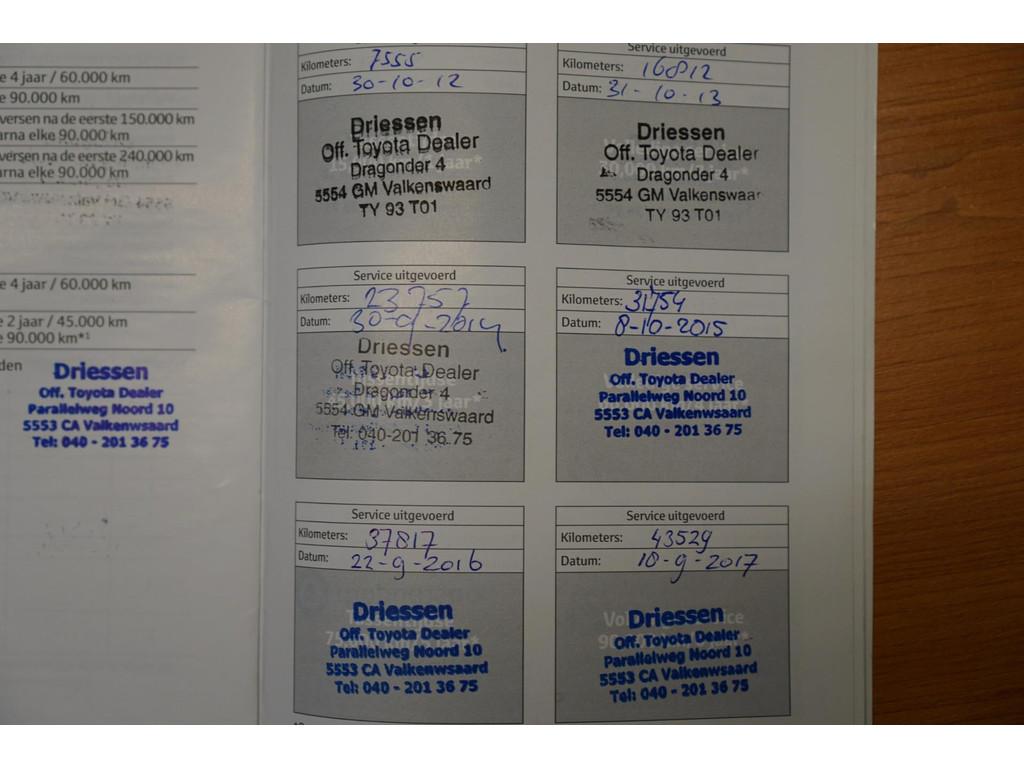 e 4 jaar / 60.000 km
e 90.000 km
versen na de eerste 150.000 km
arna elke 90.000 km
versen na de eerste 240.000 km
arna elke 90.000 km
e 4 jaar / 60.000 km
e 2 jaar / 45.000 km
e 90.000 km*¹
den
Driessen
Off. Toyota Dealer
Parallelweg Noord 10
5553 CA Valkenwsaard
Tel: 040 - 201 36 75
Kilometers: 7555
Datum: 30-10-12
Driessen
Off. Toyota Dealer
Dragonder 4
5554 GM Valkenswaard
TY 93 T01
Service uitgevoerd
Kilometers: 16812
Datum: 31-10-13
Driessen
Off. Toyota Dealer
Dragonder 4
5554 GM Valkenswaar
TY 93 T01
Service uitgevoerd
Kilometers: 23757
Datum: 30-9-2014
Driessen
Off. Toyota Dealer
Dragonder 4
5554 GM Valkenswaard
Tel: 040-201 36 75
Service uitgevoerd
Kilometers: 31754
Datum: 8-10-2015
Driessen
Off. Toyota Dealer
Parallelweg Noord 10
5553 CA Valkenwsaard
Tel: 040 - 201 36 75
Service uitgevoerd
Kilometers: 37817
Datum: 22-9-2016
Driessen
Off. Toyota Dealer
Parallelweg Noord 10
5553 CA Valkenwsaard
Tel: 040 - 201 36 75
Service uitgevoerd
Kilometers: 43529
Datum: 18-9-2017
Driessen
Off. Toyota Dealer
Parallelweg Noord 10
5553 CA Valkenwsaard
Tel: 040 - 201 36 75